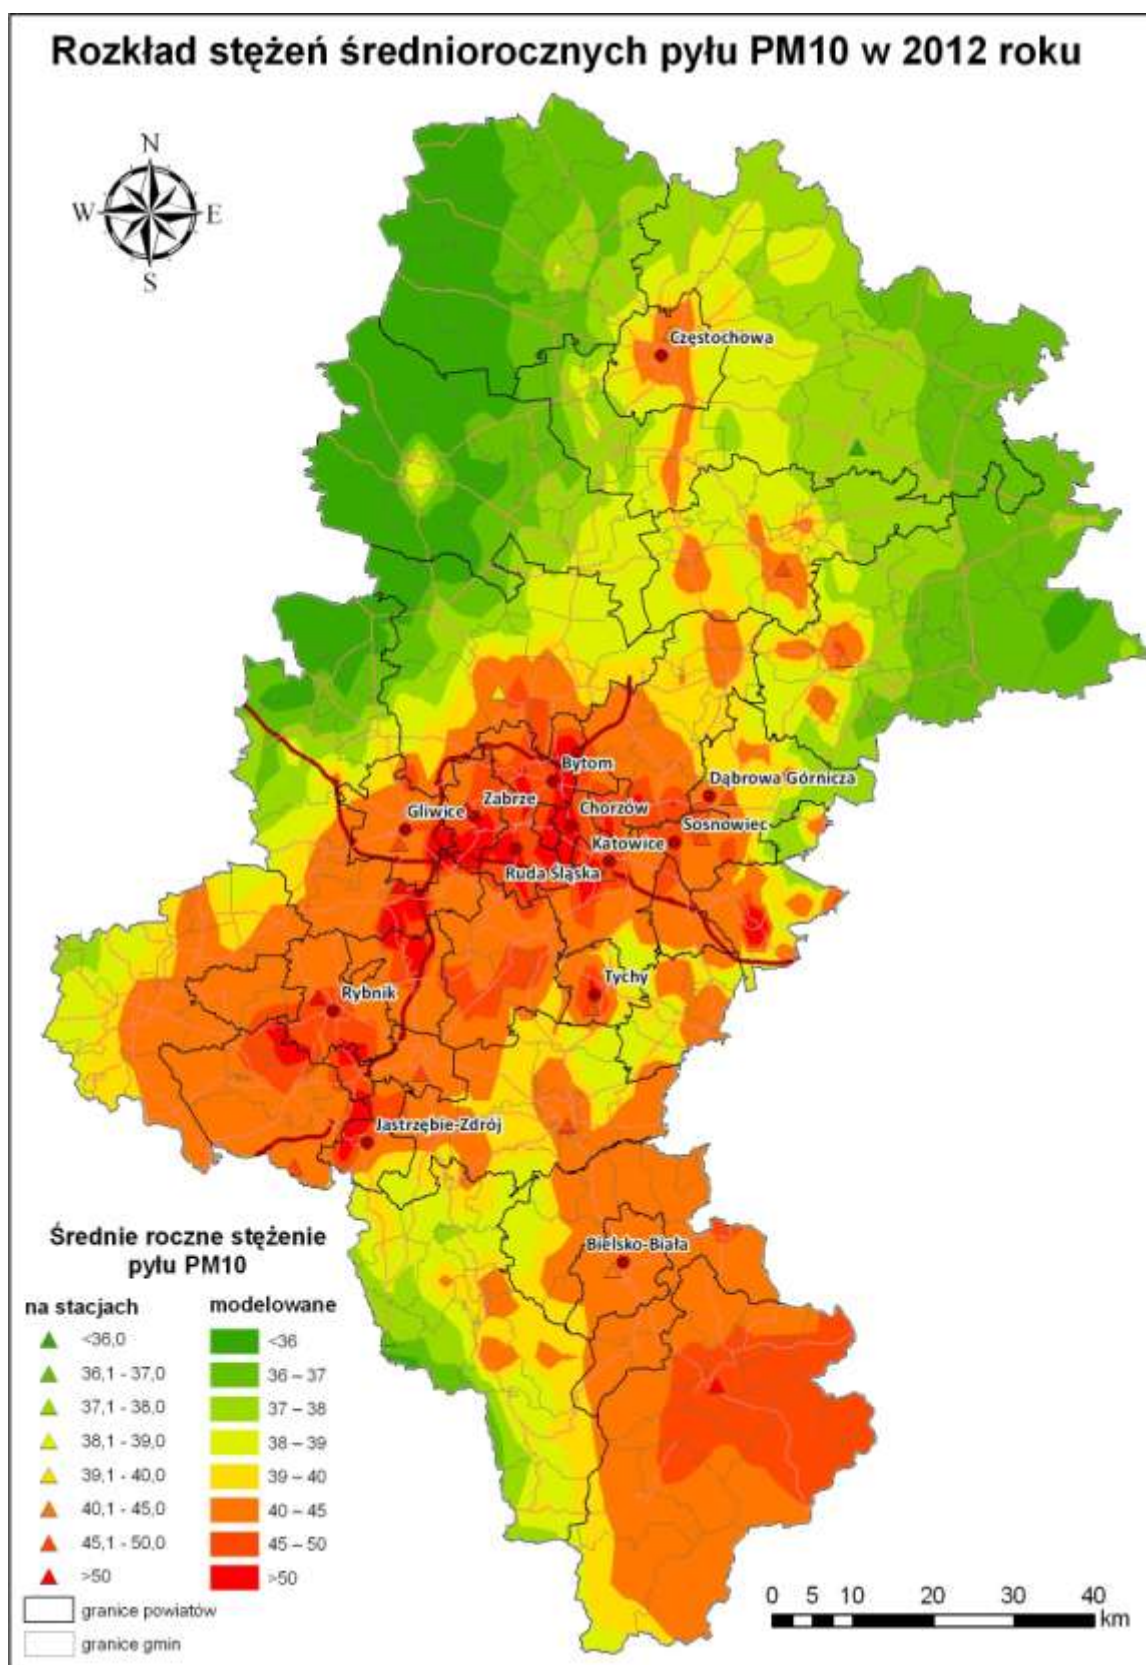 Rozkład stężeń średniorocznych pyłu PM10 w 2012 roku
N
W E
S
Częstochowa
Bytom
Dąbrowa Górnicza
Zabrze
Gliwice
Chorzów
Sosnowiec
Katowice
Ruda Śląska
Tychy
Rybnik
Jastrzębie-Zdrój
Bielsko-Biała
Średnie roczne stężenie
pyłu PM10
na stacjach modelowane
<36,0 <36
36,1 - 37,0 36 – 37
37,1 - 38,0 37 – 38
38,1 - 39,0 38 – 39
39,1 - 40,0 39 – 40
40,1 - 45,0 40 – 45
45,1 - 50,0 45 – 50
>50 >50
granice powiatów
granice gmin
0 5 10 20 30 40
km